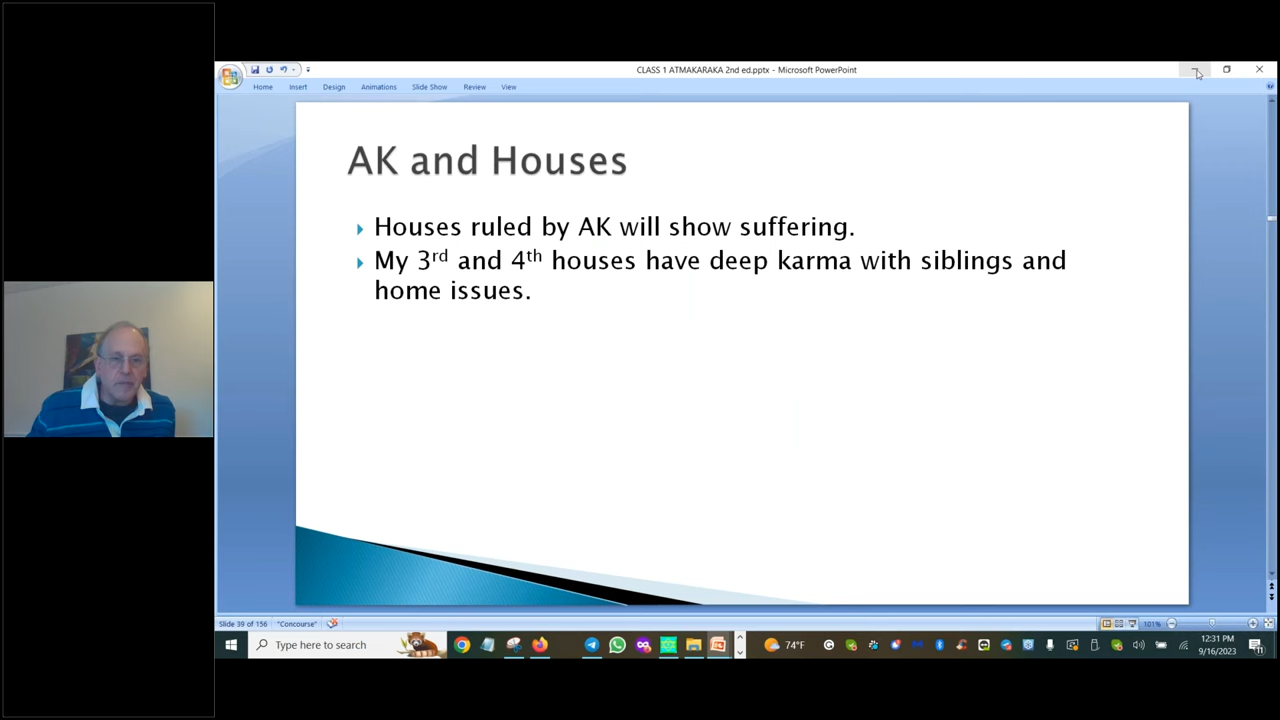 CLASS 1 ATMAKARAKA 2nd ed.pptx - Microsoft PowerPoint
Home Insert Design Animations Slide Show Review View
AK and Houses
Houses ruled by AK will show suffering.
My 3rd and 4th houses have deep karma with siblings and
home issues.
Slide 39 of 156 "Concourse" 101%
Type here to search 74°F 12:31 PM
9/16/2023